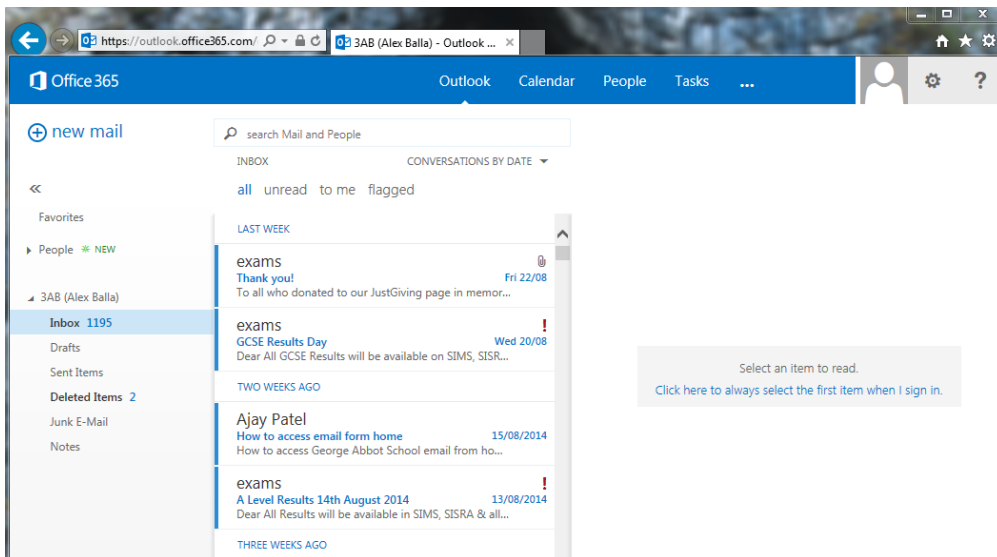 https://outlook.office365.com/
3AB (Alex Balla) - Outlook ...
Office 365
Outlook
Calendar
People
Tasks
...
?
new mail
search Mail and People
INBOX
CONVERSATIONS BY DATE
all unread to me flagged
Favorites
People NEW
3AB (Alex Balla)
Inbox 1195
Drafts
Sent Items
Deleted Items 2
Junk E-Mail
Notes
LAST WEEK
exams
Thank you! Fri 22/08
To all who donated to our JustGiving page in memor...
exams
GCSE Results Day Wed 20/08
Dear All GCSE Results will be available on SIMS, SISR...
TWO WEEKS AGO
Ajay Patel
How to access email form home 15/08/2014
How to access George Abbot School email from ho...
exams
A Level Results 14th August 2014 13/08/2014
Dear All Results will be available in SIMS, SISRA & all...
THREE WEEKS AGO
Select an item to read.
Click here to always select the first item when I sign in.